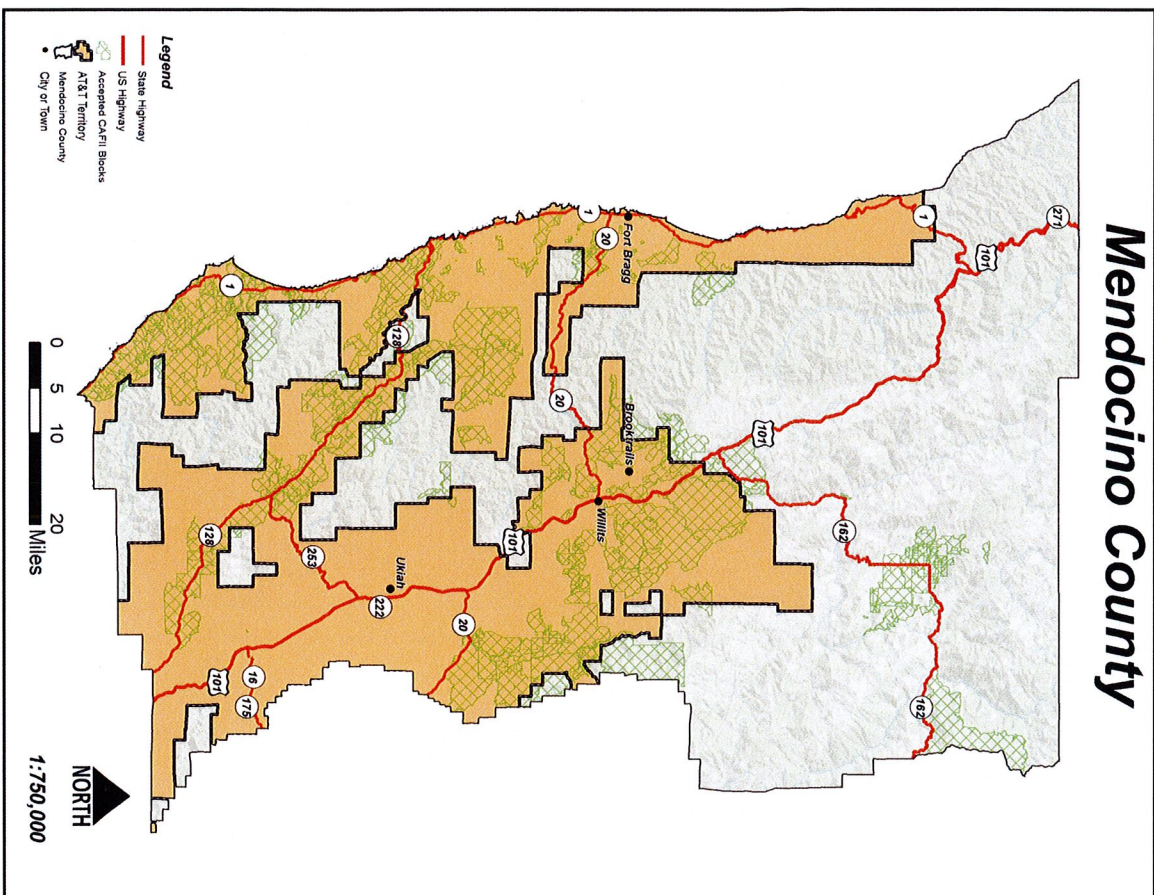 Mendocino County
271
101
1
162
162
101
Fort Bragg
1
20
Brooktrails
20
Willits
101
20
Ukiah
222
128
253
1
128
16
175
101
Legend
State Highway
US Highway
Accepted CAFII Blocks
AT&T Territory
Mendocino County
City or Town
0 5 10 20
Miles
NORTH
1:750,000